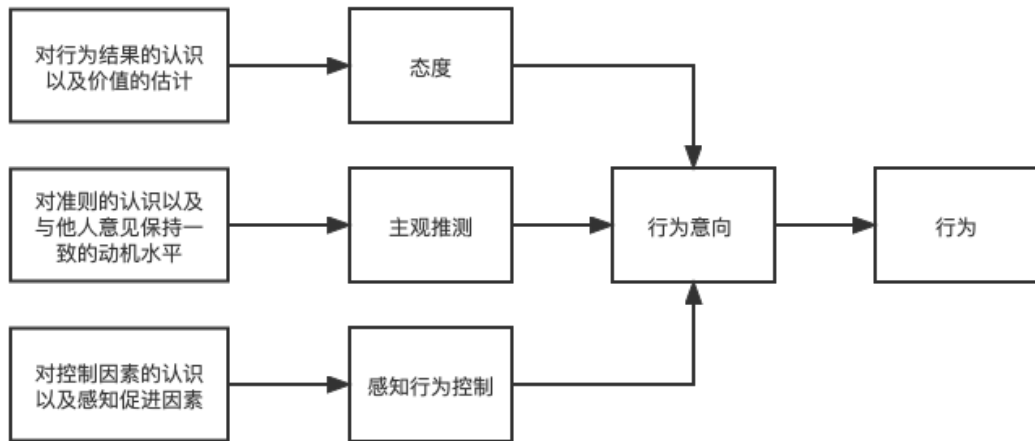 对行为结果的认识
以及价值的估计
态度
对准则的认识以及
与他人意见保持一
致的动机水平
主观推测
行为意向
行为
对控制因素的认识
以及感知促进因素
感知行为控制